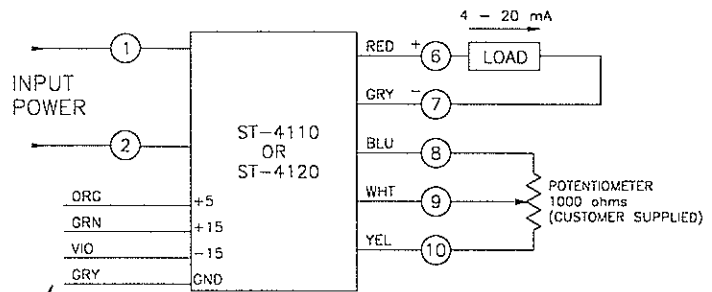 4 – 20 mA
1
RED + 6 LOAD
INPUT
POWER
GRY – 7
2
ST–4110
OR
ST–4120
BLU 8
ORG +5
WHT 9
POTENTIOMETER
1000 ohms
(CUSTOMER SUPPLIED)
GRN +15
VIO –15
YEL 10
GRY GND